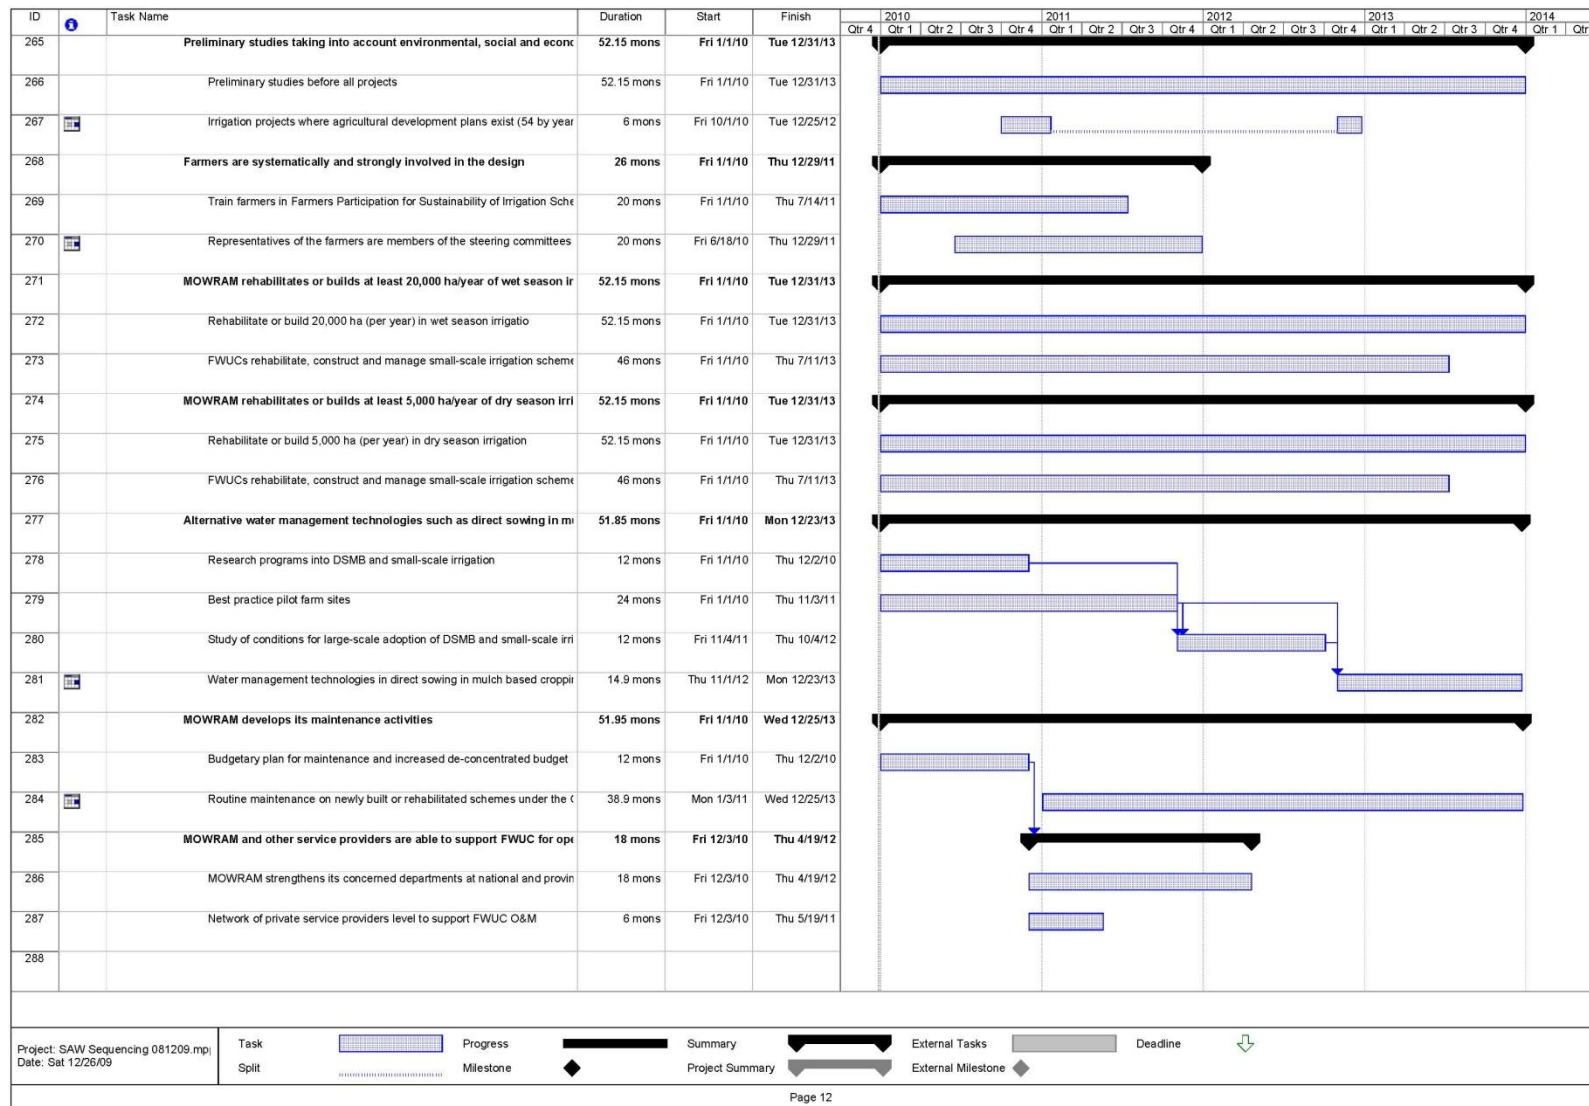 ID Task Name Duration Start Finish 2010 2011 2012 2013 2014
Qtr 4 Qtr 1 Qtr 2 Qtr 3 Qtr 4 Qtr 1 Qtr 2 Qtr 3 Qtr 4 Qtr 1 Qtr 2 Qtr 3 Qtr 4 Qtr 1 Qtr 2 Qtr 3 Qtr 4 Qtr 1 Qtr
265 Preliminary studies taking into account environmental, social and econo 52.15 mons Fri 1/1/10 Tue 12/31/13
266 Preliminary studies before all projects 52.15 mons Fri 1/1/10 Tue 12/31/13
267 Irrigation projects where agricultural development plans exist (54 by year 6 mons Fri 10/1/10 Tue 12/25/12
268 Farmers are systematically and strongly involved in the design 26 mons Fri 1/1/10 Thu 12/29/11
269 Train farmers in Farmers Participation for Sustainability of Irrigation Sche 20 mons Fri 1/1/10 Thu 7/14/11
270 Representatives of the farmers are members of the steering committees 20 mons Fri 6/18/10 Thu 12/29/11
271 MOWRAM rehabilitates or builds at least 20,000 ha/year of wet season ir 52.15 mons Fri 1/1/10 Tue 12/31/13
272 Rehabilitate or build 20,000 ha (per year) in wet season irrigatio 52.15 mons Fri 1/1/10 Tue 12/31/13
273 FWUCs rehabilitate, construct and manage small-scale irrigation scheme 46 mons Fri 1/1/10 Thu 7/11/13
274 MOWRAM rehabilitates or builds at least 5,000 ha/year of dry season irri 52.15 mons Fri 1/1/10 Tue 12/31/13
275 Rehabilitate or build 5,000 ha (per year) in dry season irrigation 52.15 mons Fri 1/1/10 Tue 12/31/13
276 FWUCs rehabilitate, construct and manage small-scale irrigation scheme 46 mons Fri 1/1/10 Thu 7/11/13
277 Alternative water management technologies such as direct sowing in mu 51.85 mons Fri 1/1/10 Mon 12/23/13
278 Research programs into DSMB and small-scale irrigation 12 mons Fri 1/1/10 Thu 12/2/10
279 Best practice pilot farm sites 24 mons Fri 1/1/10 Thu 11/3/11
280 Study of conditions for large-scale adoption of DSMB and small-scale irri 12 mons Fri 11/4/11 Thu 10/4/12
281 Water management technologies in direct sowing in mulch based croppin 14.9 mons Thu 11/1/12 Mon 12/23/13
282 MOWRAM develops its maintenance activities 51.95 mons Fri 1/1/10 Wed 12/25/13
283 Budgetary plan for maintenance and increased de-concentrated budget 12 mons Fri 1/1/10 Thu 12/2/10
284 Routine maintenance on newly built or rehabilitated schemes under the 38.9 mons Mon 1/3/11 Wed 12/25/13
285 MOWRAM and other service providers are able to support FWUC for ope 18 mons Fri 12/3/10 Thu 4/19/12
286 MOWRAM strengthens its concerned departments at national and provin 18 mons Fri 12/3/10 Thu 4/19/12
287 Network of private service providers level to support FWUC O&M 6 mons Fri 12/3/10 Thu 5/19/11
288
Project: SAW Sequencing 081209.mp
Date: Sat 12/26/09
Task Progress Summary External Tasks Deadline
Split Milestone Project Summary External Milestone
Page 12